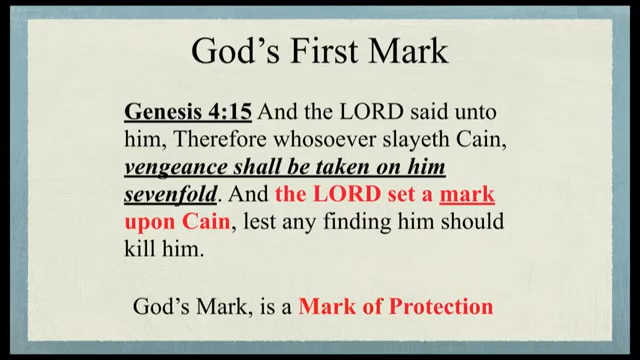 God’s First Mark
Genesis 4:15 And the LORD said unto
him, Therefore whosoever slayeth Cain,
vengeance shall be taken on him
sevenfold. And the LORD set a mark
upon Cain, lest any finding him should
kill him.
God’s Mark, is a Mark of Protection